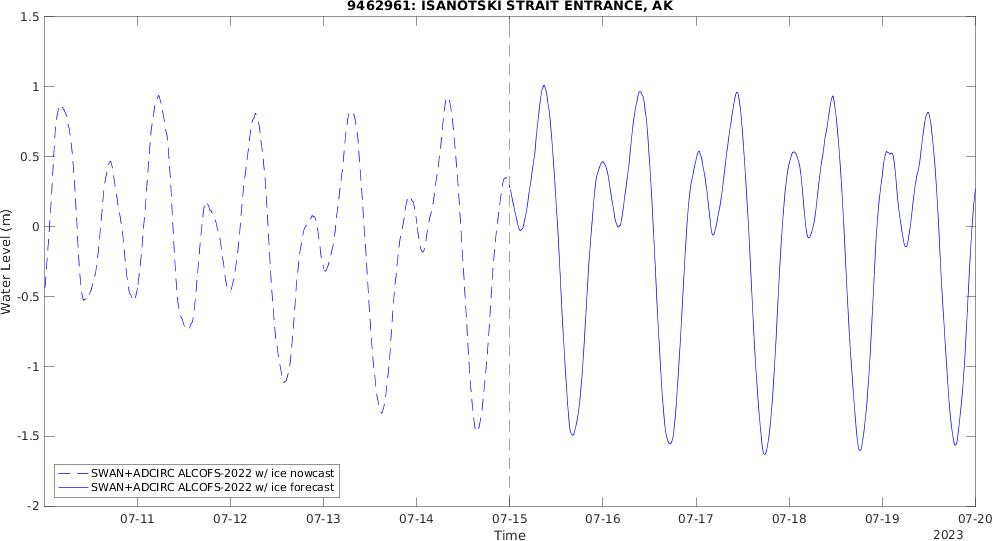 9462961: ISANOTSKI STRAIT ENTRANCE, AK
1.5
1
0.5
0
-0.5
-1
-1.5
-2
Water Level (m)
SWAN+ADCIRC ALCOFS-2022 w/ ice nowcast
SWAN+ADCIRC ALCOFS-2022 w/ ice forecast
07-11 07-12 07-13 07-14 07-15 07-16 07-17 07-18 07-19 07-20
Time
2023